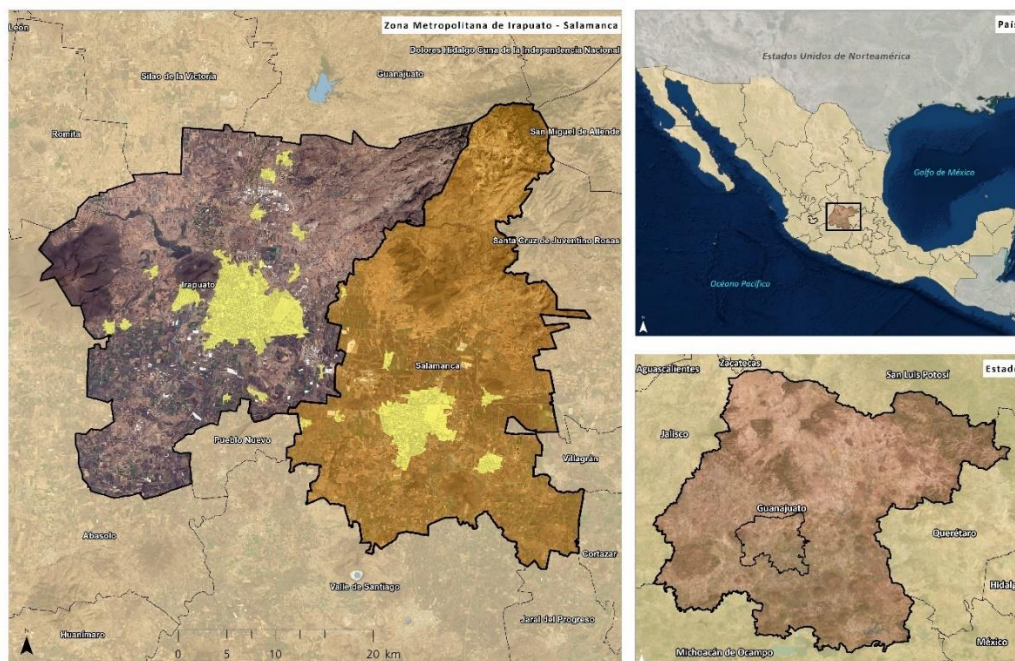 Zona Metropolitana de Irapuato - Salamanca
León
Dolores Hidalgo Cuna de la Independencia Nacional
Silao de la Victoria
Guanajuato
Romita
San Miguel de Allende
Santa Cruz de Juventino Rosas
Irapuato
Salamanca
Pueblo Nuevo
Villagrán
Abasolo
Cortazar
Valle de Santiago
Huanímaro
Jaral del Progreso
0 5 10 20 km
País
Estados Unidos de Norteamérica
Golfo de México
Océano Pacífico
Estado
Aguascalientes
Zacatecas
San Luis Potosí
Jalisco
Guanajuato
Querétaro
Hidalg
México
Michoacán de Ocampo